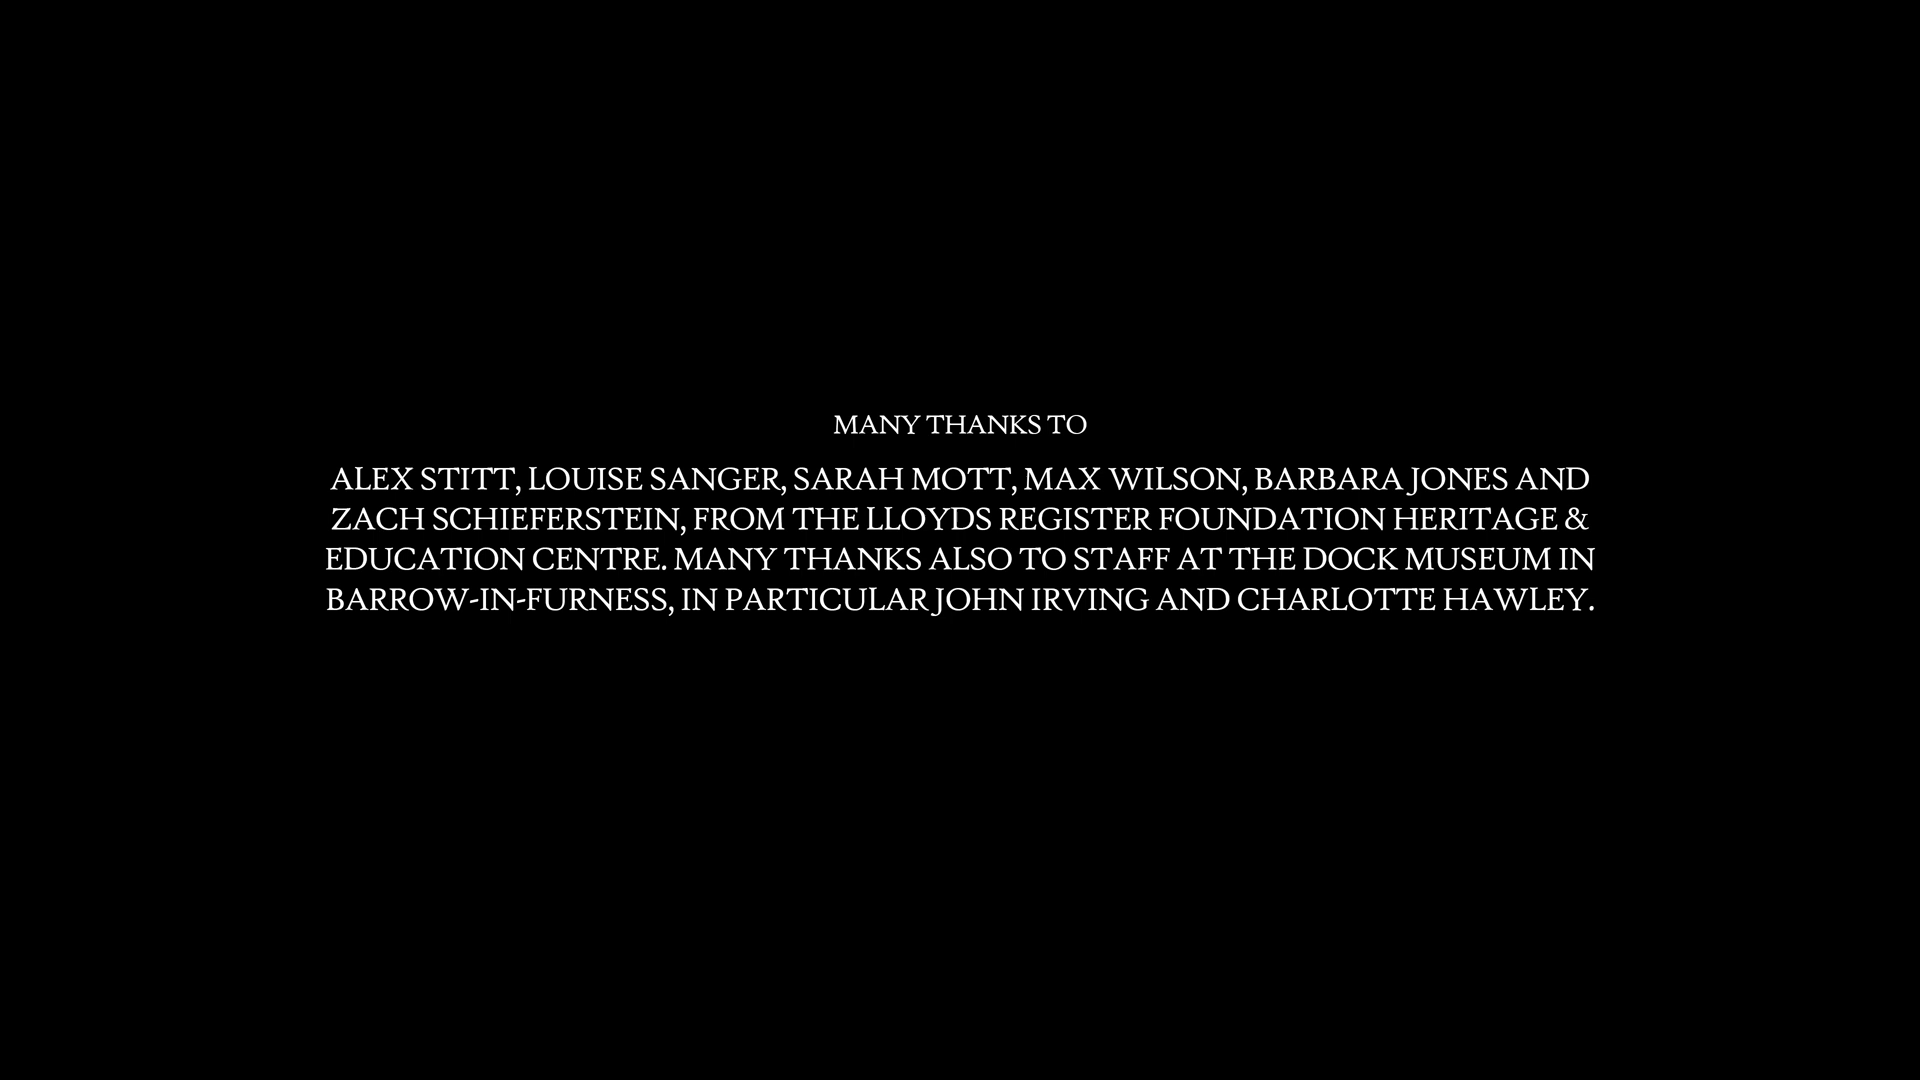 MANY THANKS TO
ALEX STITT, LOUISE SANGER, SARAH MOTT, MAX WILSON, BARBARA JONES AND
ZACH SCHIEFERSTEIN, FROM THE LLOYDS REGISTER FOUNDATION HERITAGE &
EDUCATION CENTRE. MANY THANKS ALSO TO STAFF AT THE DOCK MUSEUM IN
BARROW-IN-FURNESS, IN PARTICULAR JOHN IRVING AND CHARLOTTE HAWLEY.